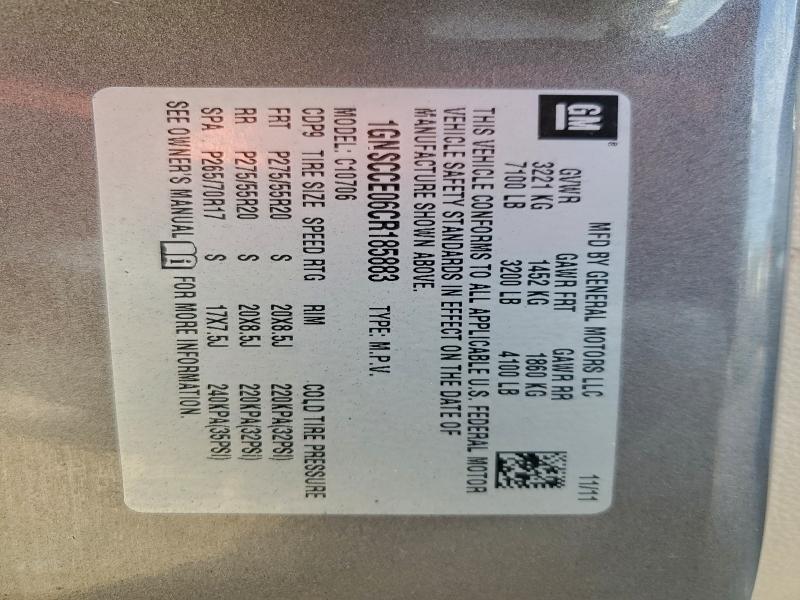 GM®
MFD BY GENERAL MOTORS LLC 11/11
GVWR GAWR FRT GAWR RR
3221 KG 1452 KG 1860 KG
7100 LB 3200 LB 4100 LB
THIS VEHICLE CONFORMS TO ALL APPLICABLE U.S. FEDERAL MOTOR
VEHICLE SAFETY STANDARDS IN EFFECT ON THE DATE OF
MANUFACTURE SHOWN ABOVE.
1GNSCCE06CR185883 TYPE: M.P.V.
MODEL: C10706
CDP9 TIRE SIZE SPEED RTG RIM COLD TIRE PRESSURE
FRT P275/55R20 S 20X8.5J 220KPA(32PSI)
RR P275/55R20 S 20X8.5J 220KPA(32PSI)
SPA P265/70R17 S 17X7.5J 240KPA(35PSI)
SEE OWNER'S MANUAL FOR MORE INFORMATION.